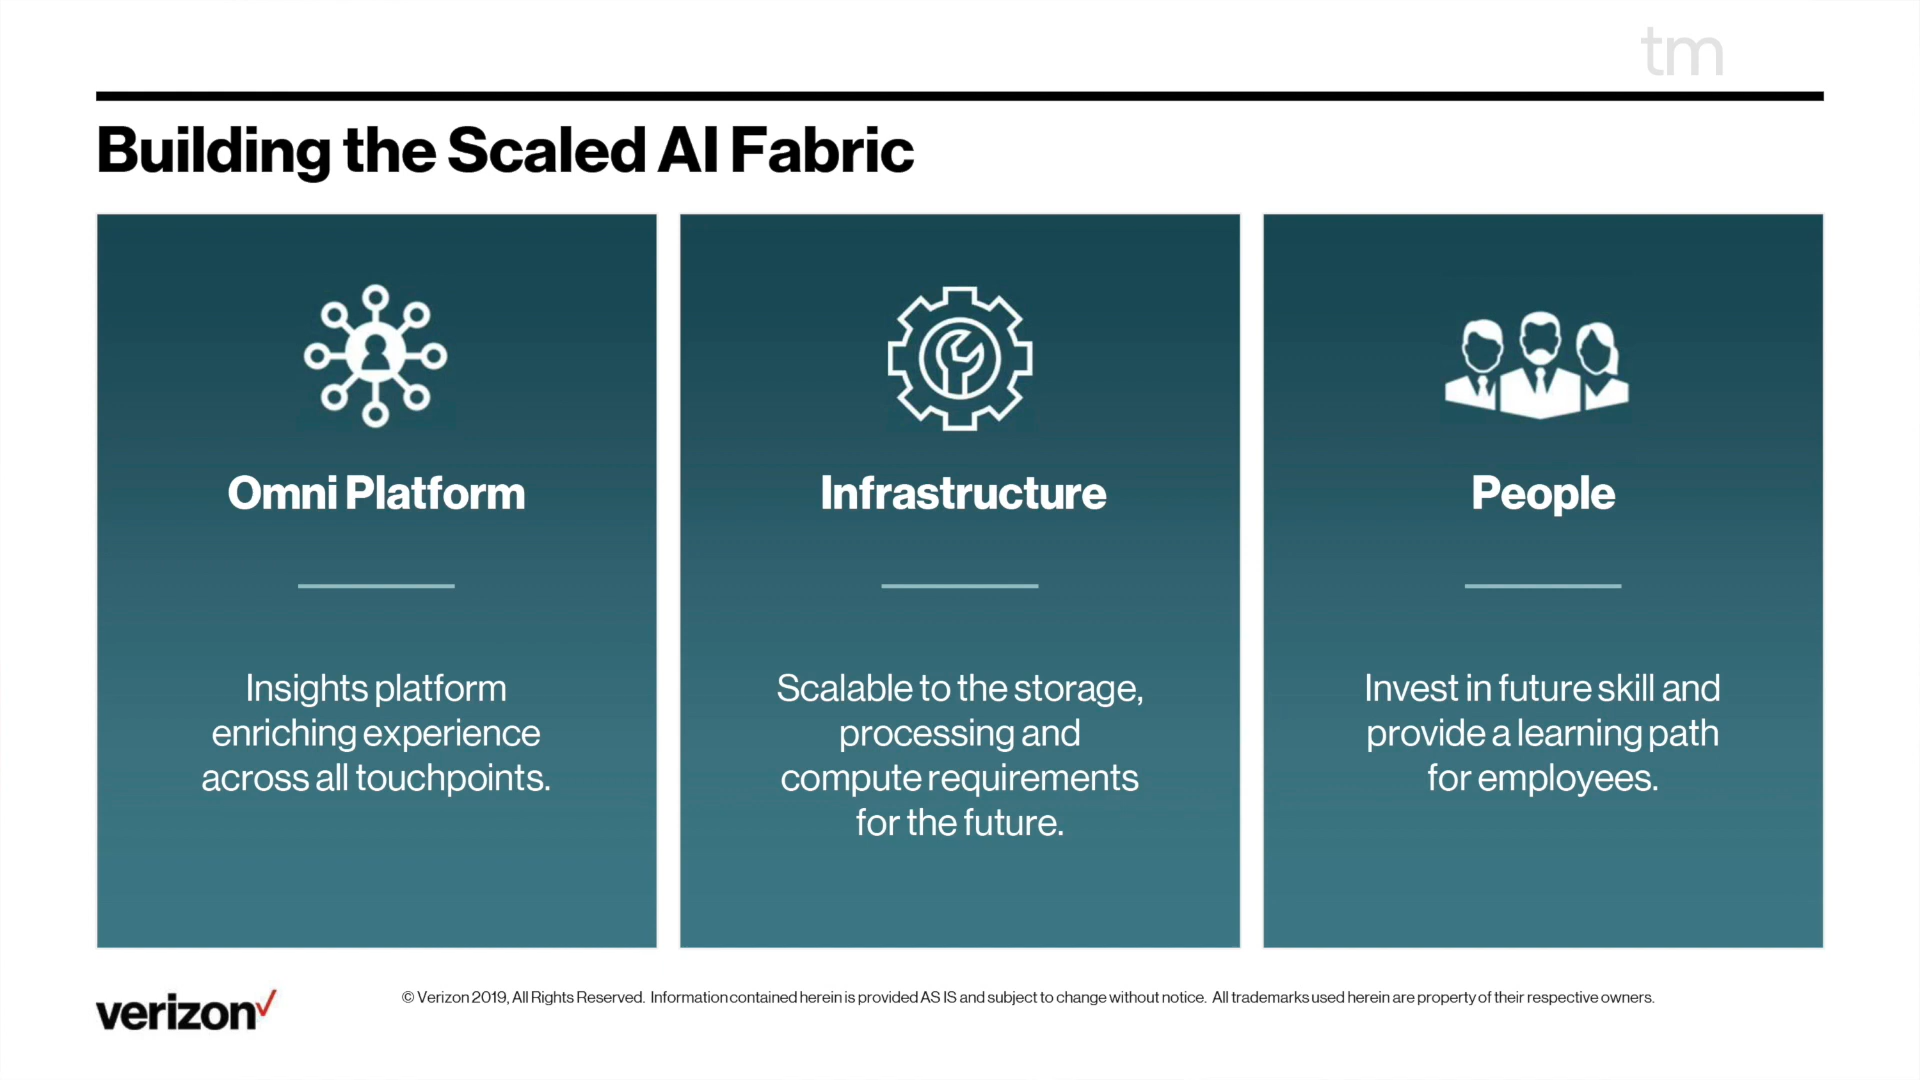 tm
Building the Scaled AI Fabric
Omni Platform
Insights platform
enriching experience
across all touchpoints.
Infrastructure
Scalable to the storage,
processing and
compute requirements
for the future.
People
Invest in future skill and
provide a learning path
for employees.
verizon
© Verizon 2019, All Rights Reserved. Information contained herein is provided AS IS and subject to change without notice. All trademarks used herein are property of their respective owners.